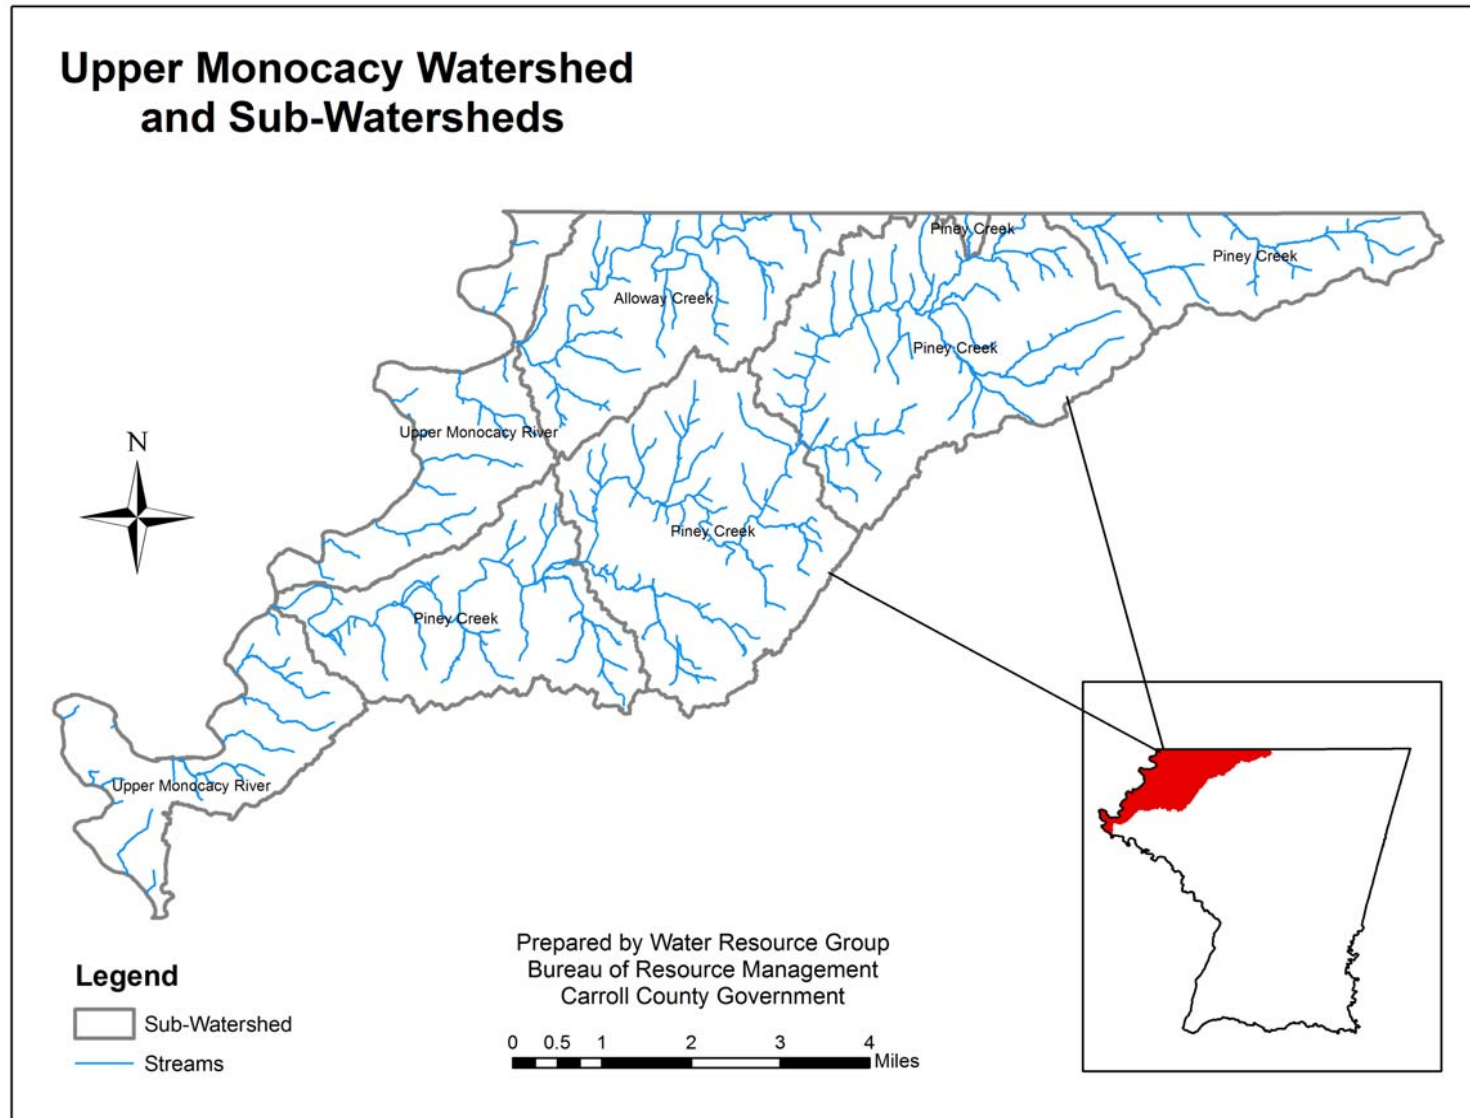 Upper Monocacy Watershed
and Sub-Watersheds
Piney Creek
Piney Creek
Alloway Creek
Piney Creek
Upper Monocacy River
N
Piney Creek
Piney Creek
Upper Monocacy River
Prepared by Water Resource Group
Bureau of Resource Management
Carroll County Government
Legend
Sub-Watershed
Streams
0 0.5 1 2 3 4
Miles